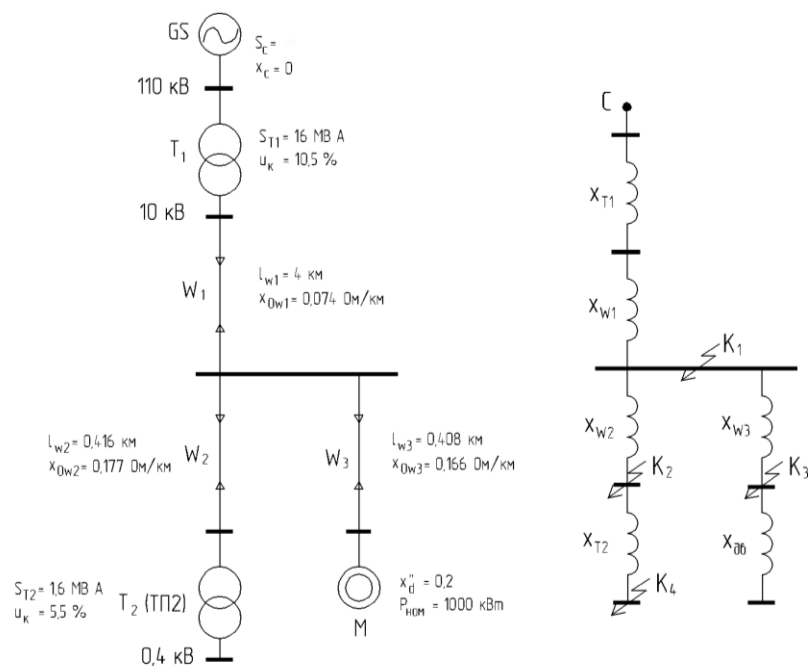 GS
S_c =
x_c = 0
110 кВ
T₁
S_T1 = 16 МВ А
u_к = 10,5 %
10 кВ
W₁
l_w1 = 4 км
x_0w1 = 0,074 Ом/км
l_w2 = 0,416 км
x_0w2 = 0,177 Ом/км
W₂
W₃
l_w3 = 0,408 км
x_0w3 = 0,166 Ом/км
S_T2 = 1,6 МВ А
u_к = 5,5 %
T₂ (ТП2)
0,4 кВ
x"_d = 0,2
P_ном = 1000 кВт
M
C
x_T1
x_W1
K₁
x_W2
x_W3
K₂
K₃
x_T2
x_дв
K₄